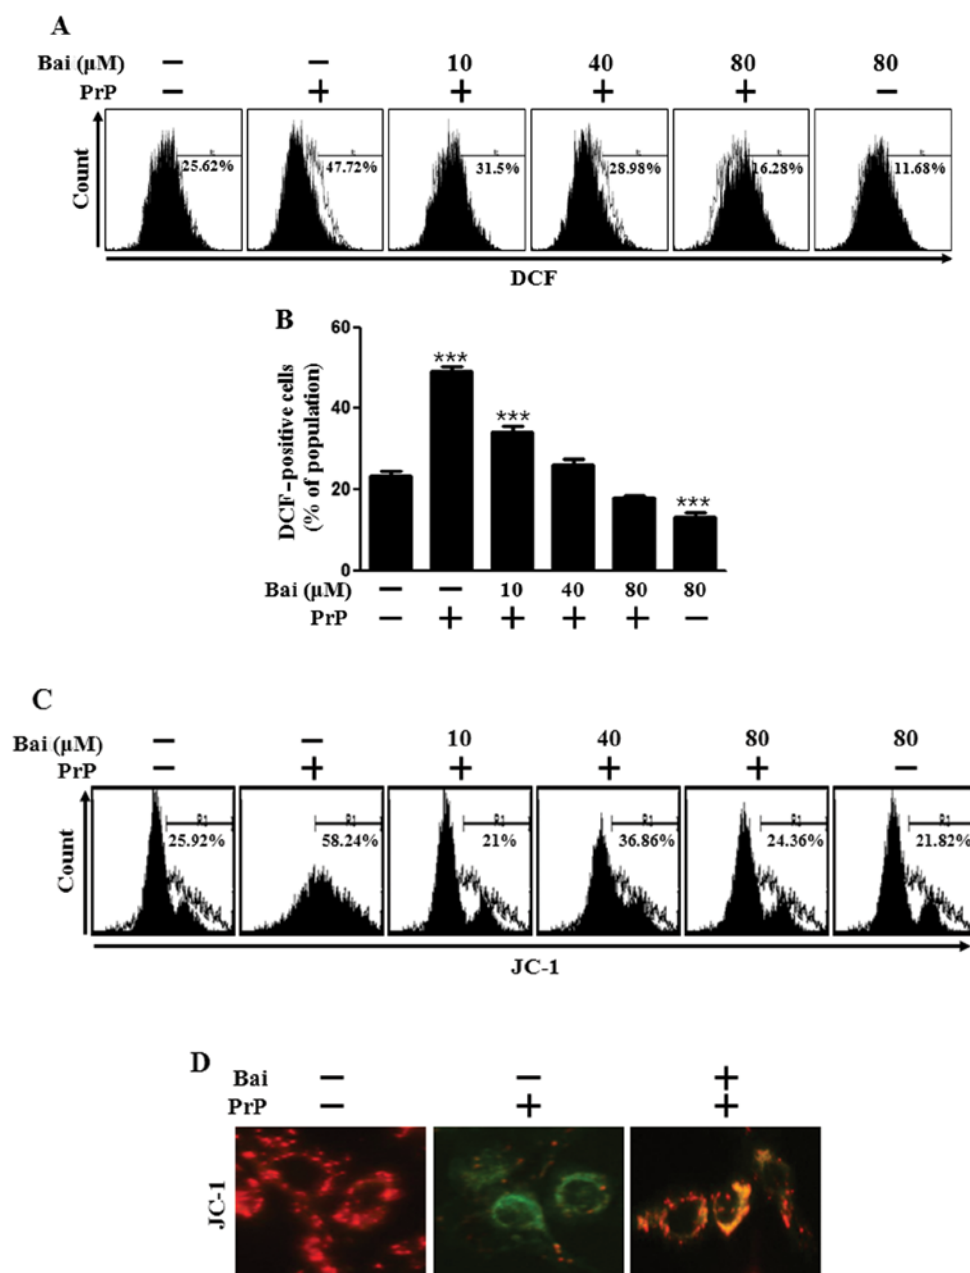 A
Bai (μM) – – 10 40 80 80
PrP – + + + + –
Count
25.62% 47.72% 31.5% 28.98% 16.28% 11.68%
DCF
B
DCF-positive cells
(% of population)
60
40
20
0
*** *** ***
Bai (μM) – – 10 40 80 80
PrP – + + + + –
C
Bai (μM) – – 10 40 80 80
PrP – + + + + –
Count
25.92% 58.24% 21% 36.86% 24.36% 21.82%
JC-1
D
Bai – – +
PrP – + +
JC-1